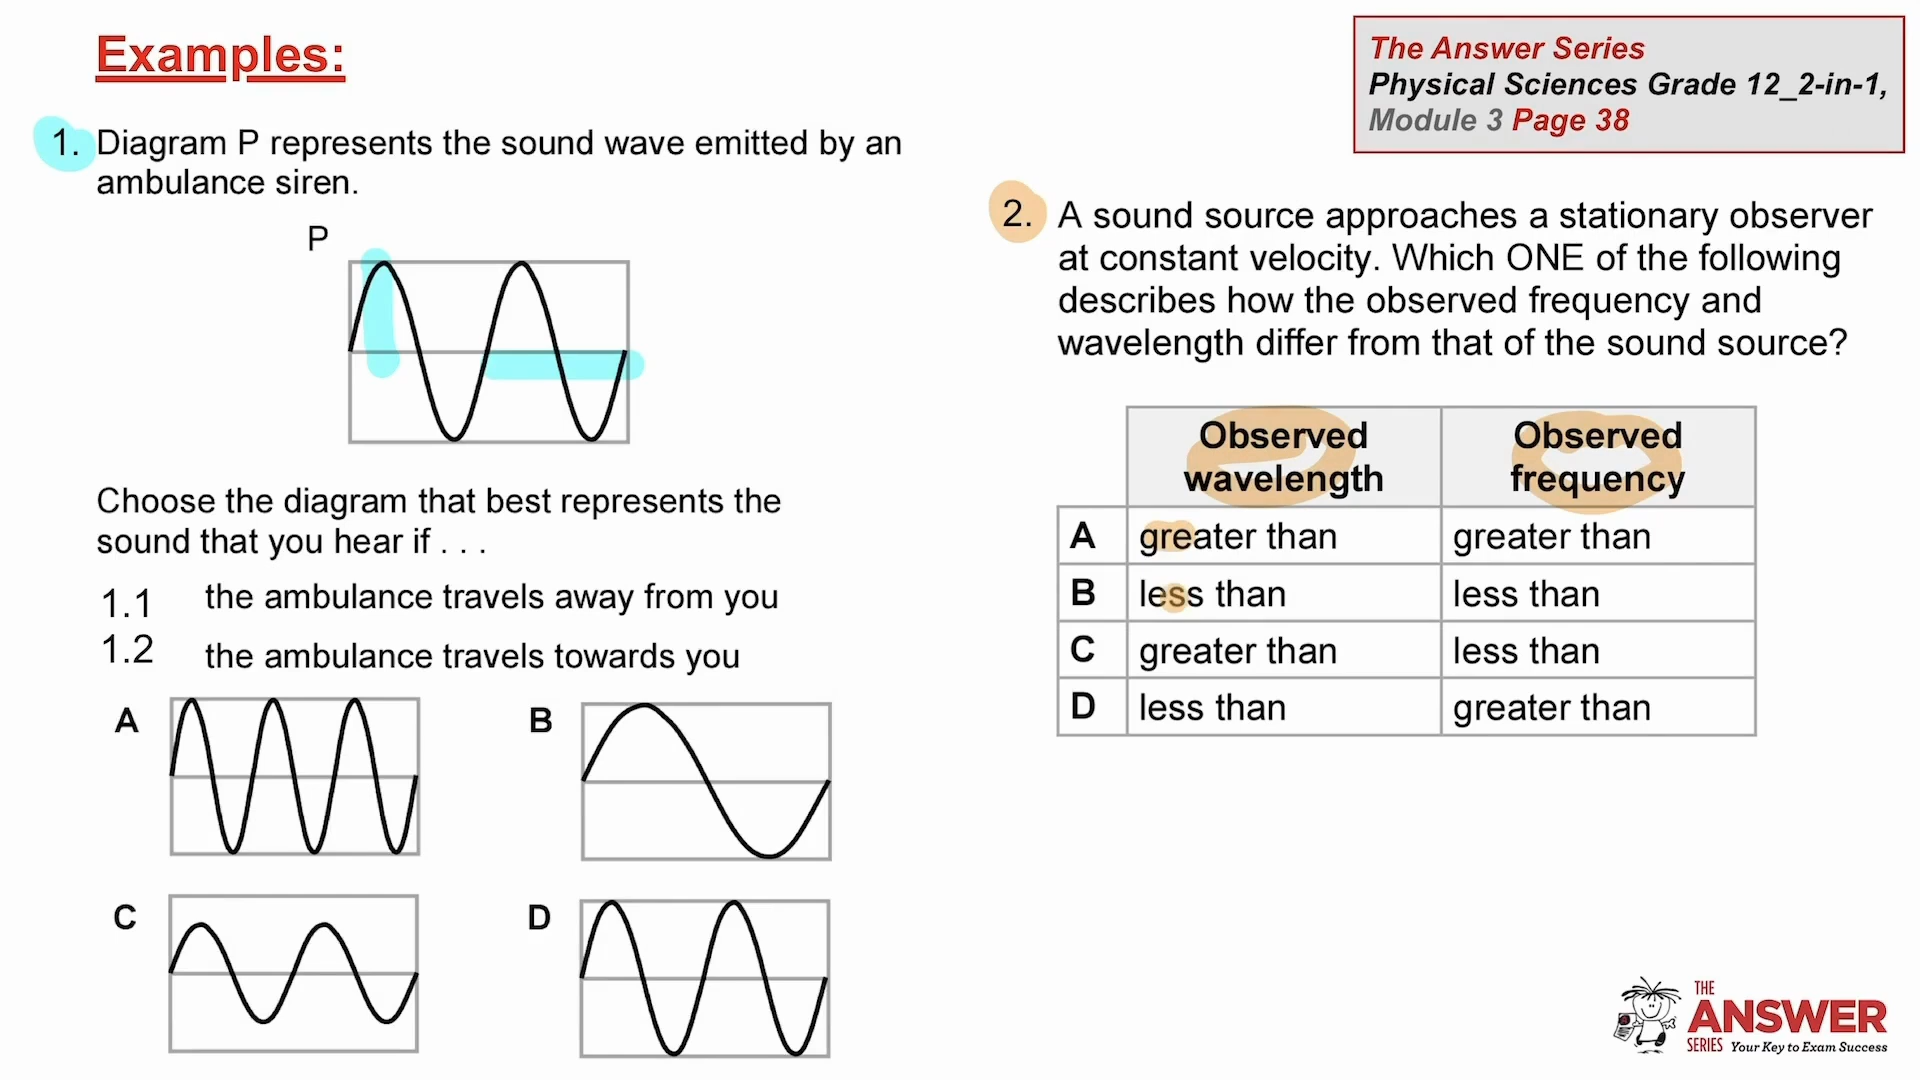 Examples:
The Answer Series
Physical Sciences Grade 12_2-in-1,
Module 3 Page 38
1. Diagram P represents the sound wave emitted by an
ambulance siren.
P
Choose the diagram that best represents the
sound that you hear if . . .
1.1 the ambulance travels away from you
1.2 the ambulance travels towards you
A
B
C
D
2. A sound source approaches a stationary observer
at constant velocity. Which ONE of the following
describes how the observed frequency and
wavelength differ from that of the sound source?
Observed wavelength
Observed frequency
A greater than greater than
B less than less than
C greater than less than
D less than greater than
THE
ANSWER
SERIES Your Key to Exam Success